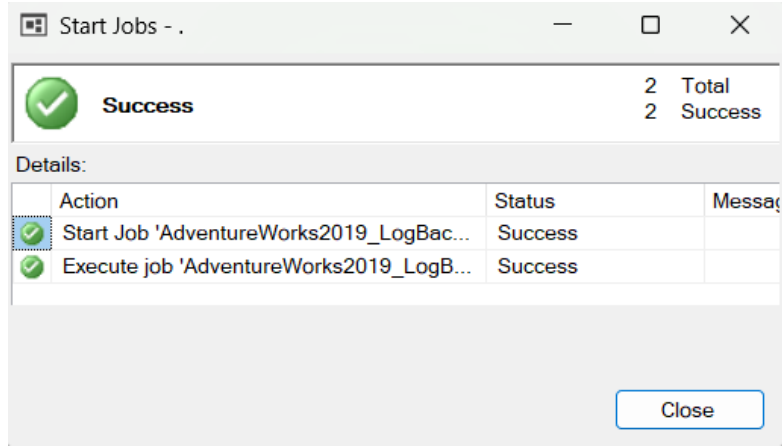 Start Jobs - .
Success
2 Total
2 Success
Details:
Action Status Messag
Start Job 'AdventureWorks2019_LogBac... Success
Execute job 'AdventureWorks2019_LogB... Success
Close